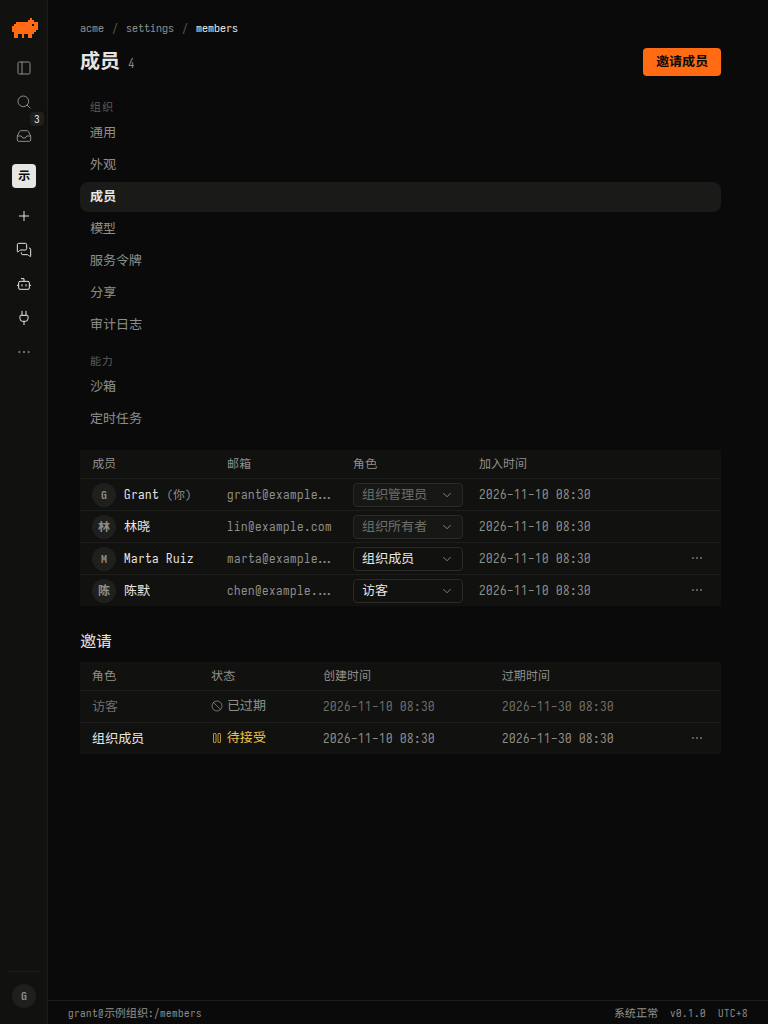 acme / settings / members
成员 4
邀请成员
3
示
组织
通用
外观
成员
模型
服务令牌
分享
审计日志
能力
沙箱
定时任务
成员 邮箱 角色 加入时间
G Grant (你) grant@example... 组织管理员 2026-11-10 08:30
林 林晓 lin@example.com 组织所有者 2026-11-10 08:30
M Marta Ruiz marta@example... 组织成员 2026-11-10 08:30 ...
陈 陈默 chen@example.... 访客 2026-11-10 08:30 ...
邀请
角色 状态 创建时间 过期时间
访客 已过期 2026-11-10 08:30 2026-11-10 08:30
组织成员 待接受 2026-11-10 08:30 2026-11-30 08:30 ...
G
grant@示例组织:/members 系统正常 v0.1.0 UTC+8